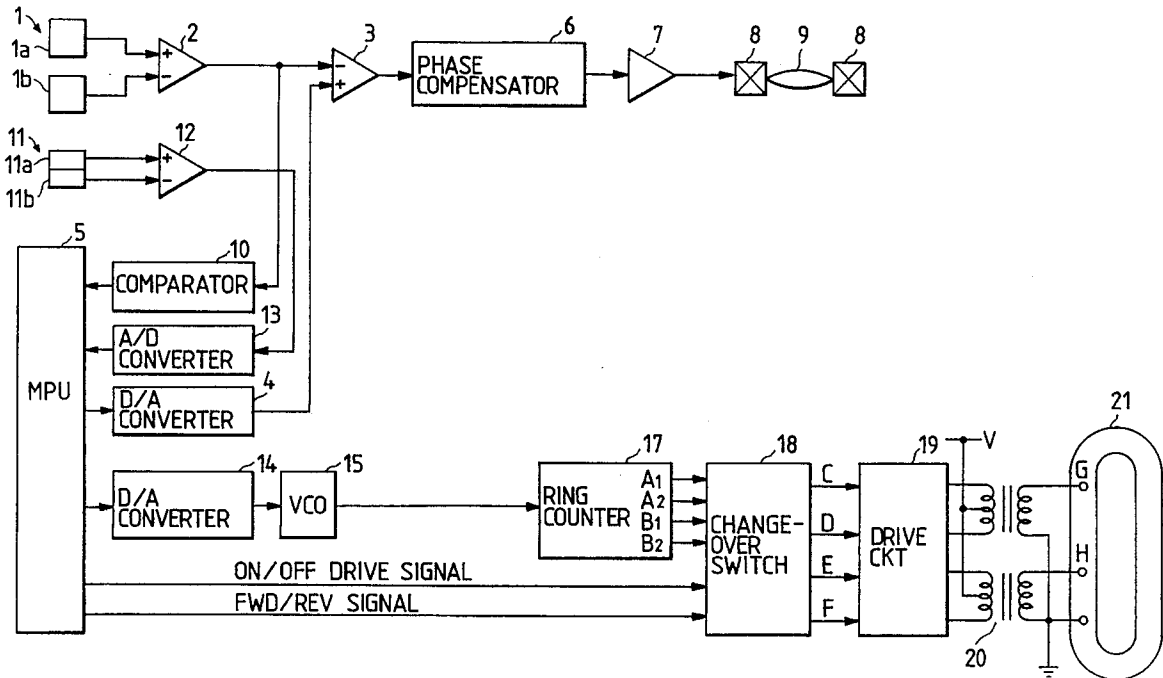 1
1a
1b
+
−
2
−
+
3
PHASE
COMPENSATOR
6
7
8
9
8
11
11a
11b
+
−
12
5
MPU
COMPARATOR
10
A/D
CONVERTER
13
D/A
CONVERTER
4
D/A
CONVERTER
14
VCO
15
RING
COUNTER
17
A1
A2
B1
B2
CHANGE-
OVER
SWITCH
18
C
D
E
F
DRIVE
CKT
19
V
20
G
H
21
ON/OFF DRIVE SIGNAL
FWD/REV SIGNAL